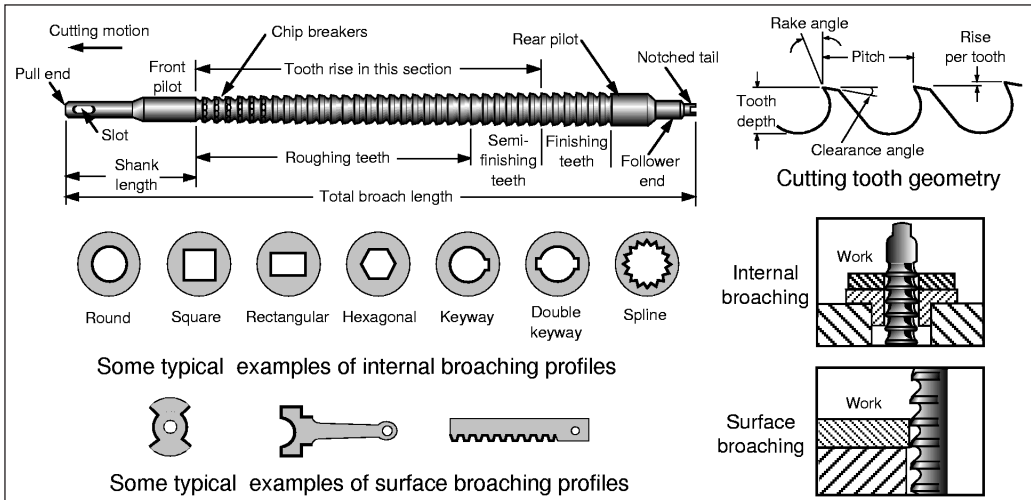 Cutting motion
Chip breakers
Rear pilot
Notched tail
Pull end
Front
pilot
Tooth rise in this section
Slot
Roughing teeth
Semi-
finishing
teeth
Finishing
teeth
Follower
end
Shank
length
Total broach length
Rake angle
Pitch
Rise
per tooth
Tooth
depth
Clearance angle
Cutting tooth geometry
Round
Square
Rectangular
Hexagonal
Keyway
Double
keyway
Spline
Some typical examples of internal broaching profiles
Internal
broaching
Work
Surface
broaching
Work
Some typical examples of surface broaching profiles